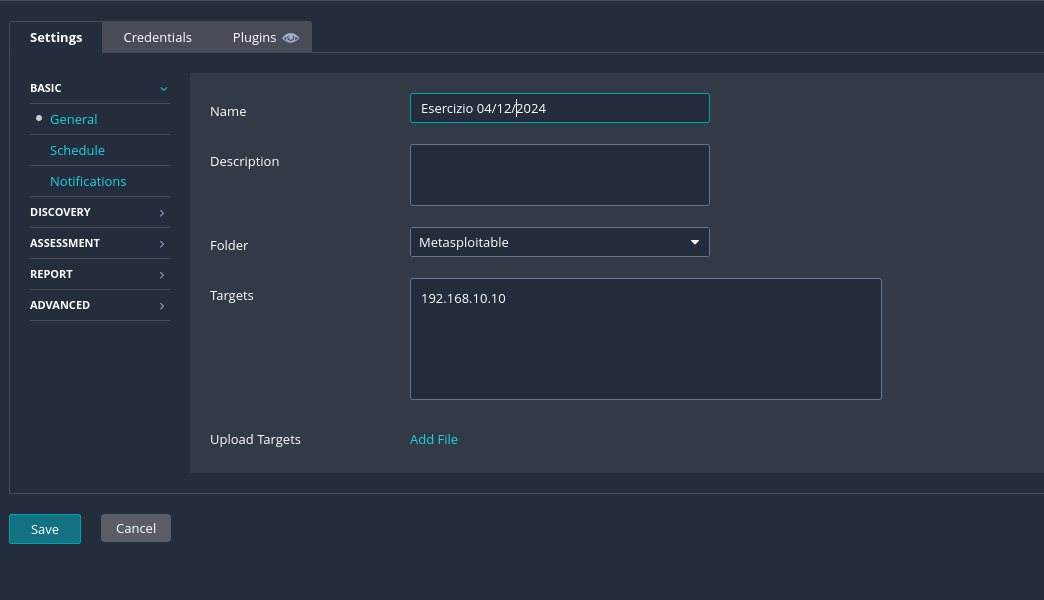 Settings
Credentials
Plugins
BASIC
General
Schedule
Notifications
DISCOVERY
ASSESSMENT
REPORT
ADVANCED
Name
Esercizio 04/12/2024
Description
Folder
Metasploitable
Targets
192.168.10.10
Upload Targets
Add File
Save
Cancel